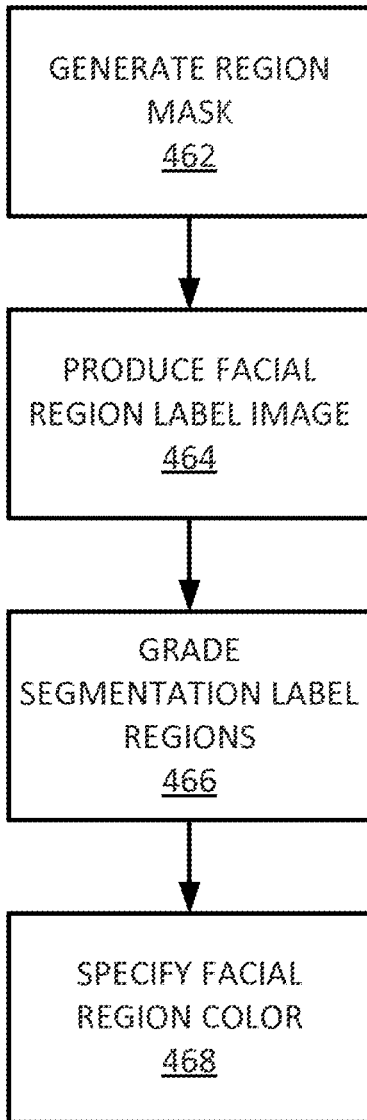 GENERATE REGION
MASK
462
PRODUCE FACIAL
REGION LABEL IMAGE
464
GRADE
SEGMENTATION LABEL
REGIONS
466
SPECIFY FACIAL
REGION COLOR
468